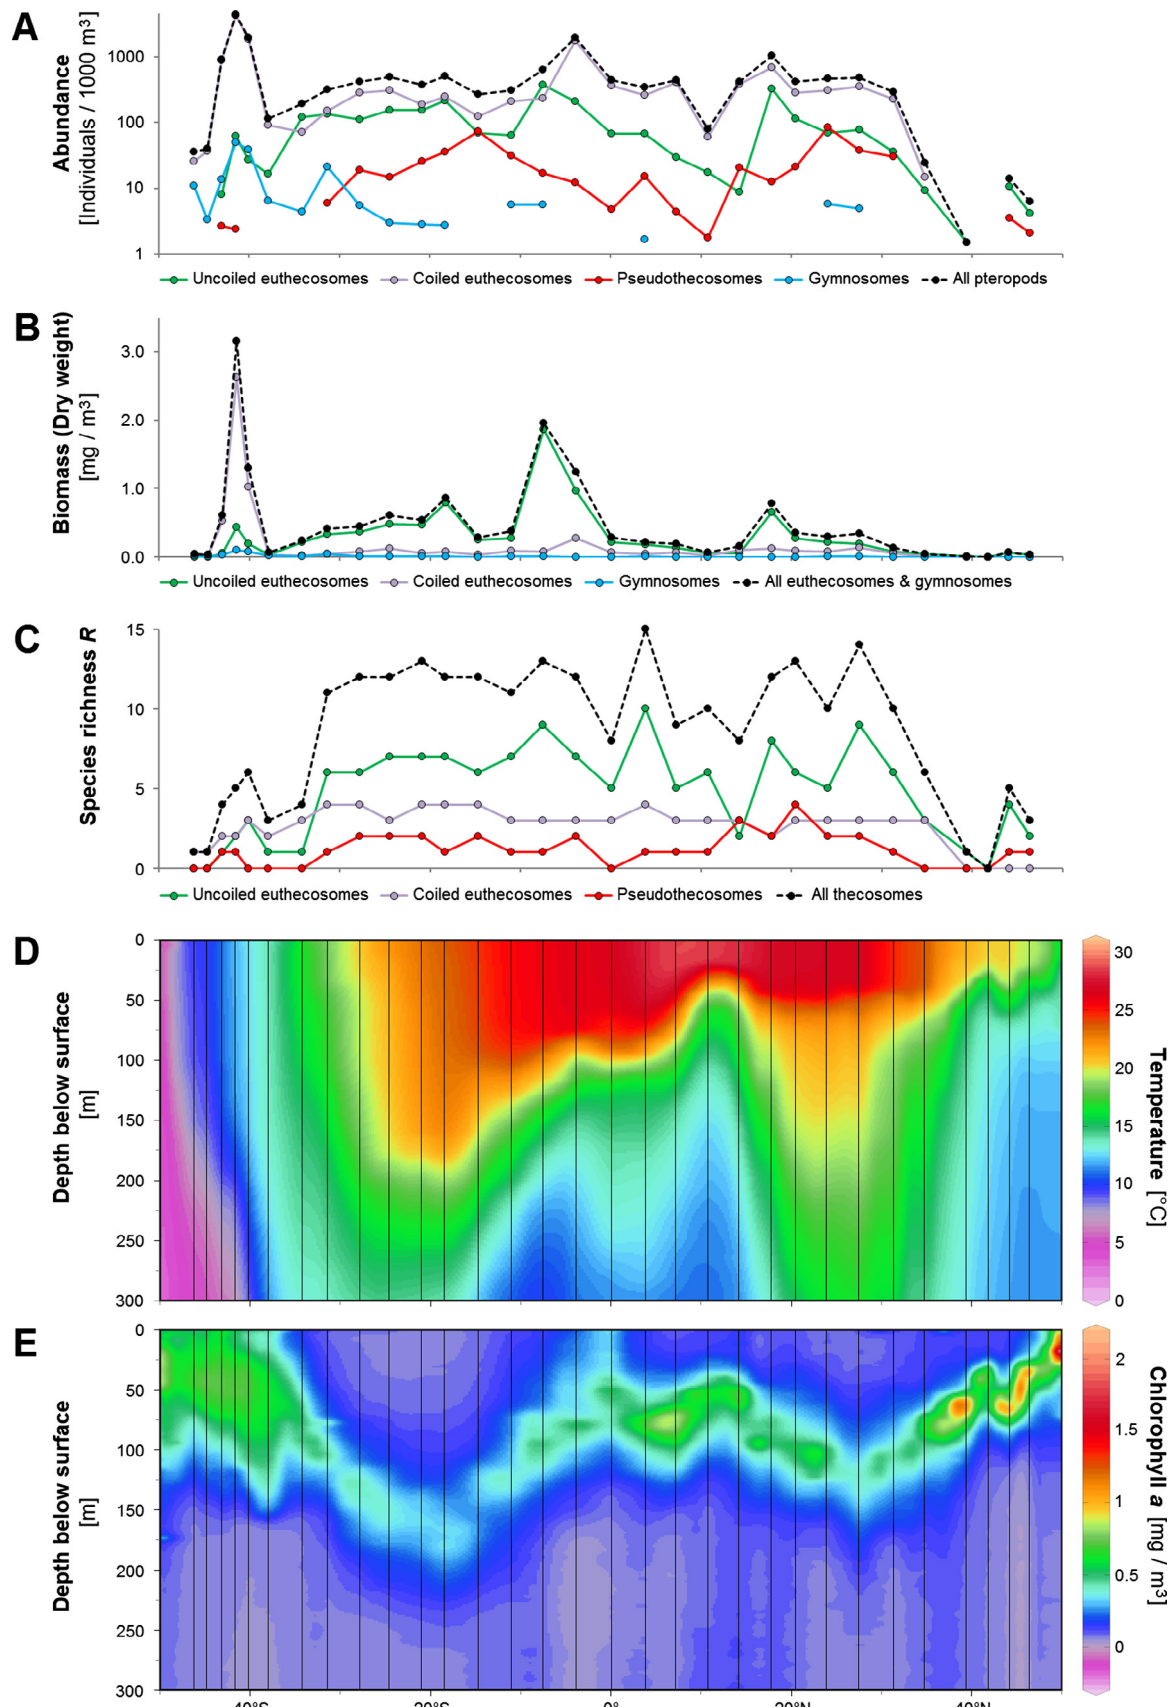 A
Abundance
[Individuals / 1000 m³]
1000
100
10
1
Uncoiled euthecosomes
Coiled euthecosomes
Pseudothecosomes
Gymnosomes
All pteropods
B
Biomass (Dry weight)
[mg / m³]
3.0
2.0
1.0
0.0
Uncoiled euthecosomes
Coiled euthecosomes
Gymnosomes
All euthecosomes & gymnosomes
C
Species richness R
15
10
5
0
Uncoiled euthecosomes
Coiled euthecosomes
Pseudothecosomes
All thecosomes
D
Depth below surface
[m]
0
50
100
150
200
250
300
30
25
20
15
10
5
0
Temperature [°C]
E
Depth below surface
[m]
0
50
100
150
200
250
300
2
1.5
1
0.5
0
Chlorophyll a [mg / m³]